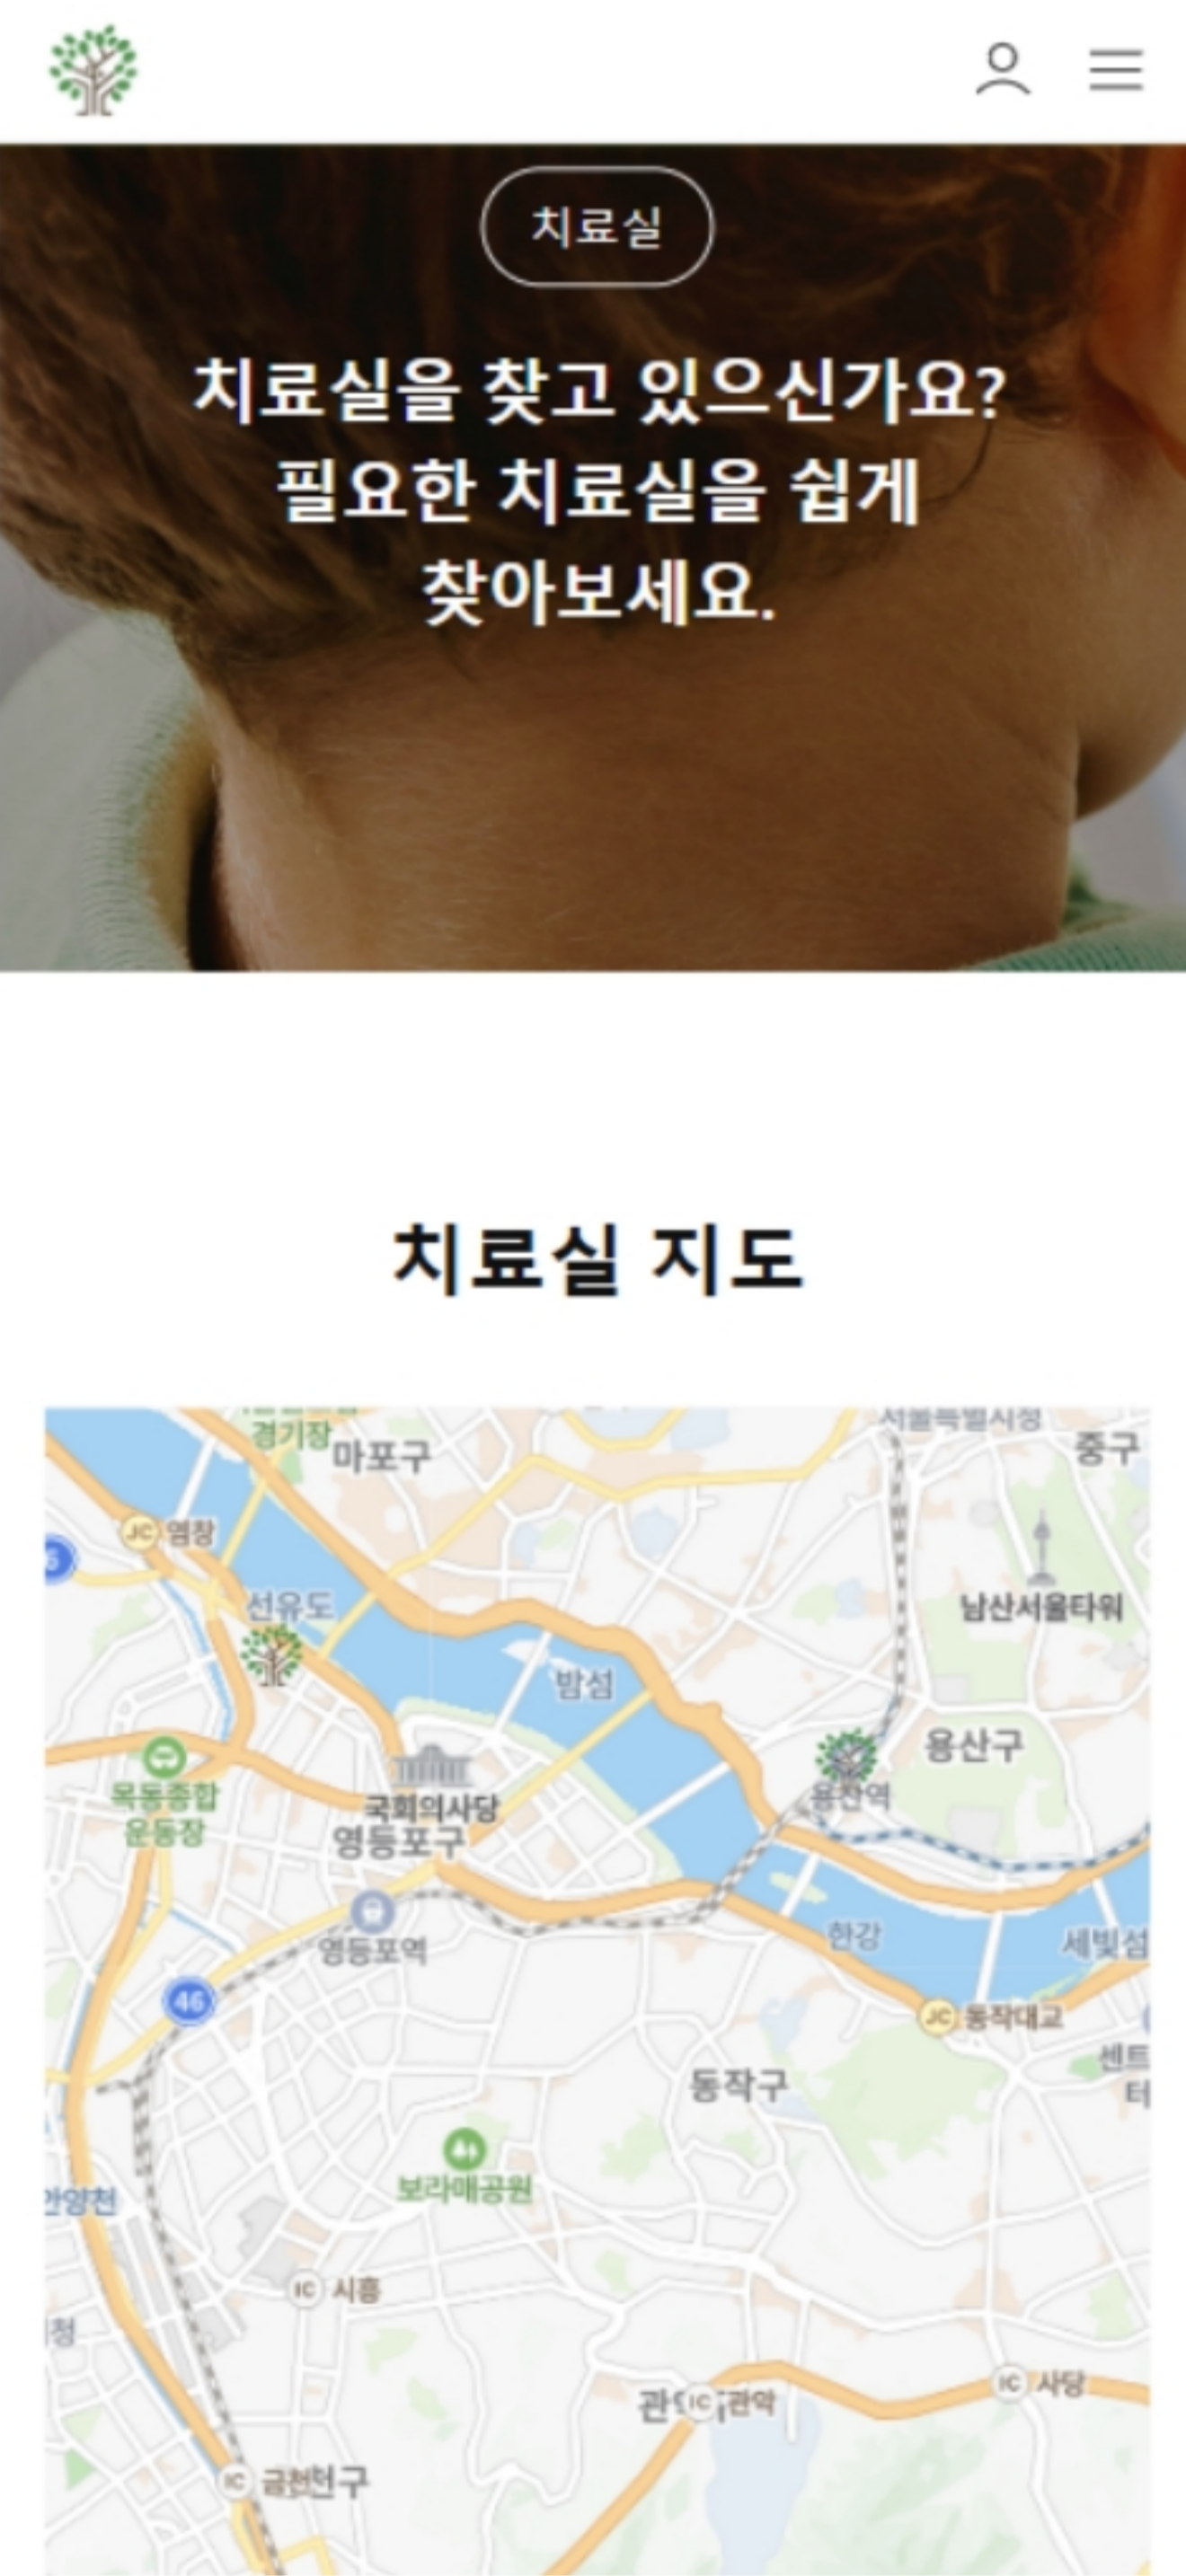 치료실
치료실을 찾고 있으신가요?
필요한 치료실을 쉽게
찾아보세요.
치료실 지도
경기장
마포구
서울특별시청
중구
JC 염창
선유도
남산서울타워
밤섬
용산구
용산역
목동종합
운동장
국회의사당
영등포구
영등포역
한강
세빛섬
46
JC 동작대교
센트
터
동작구
보라매공원
안양천
IC 시흥
청
IC 관악
IC 사당
IC 금천
구